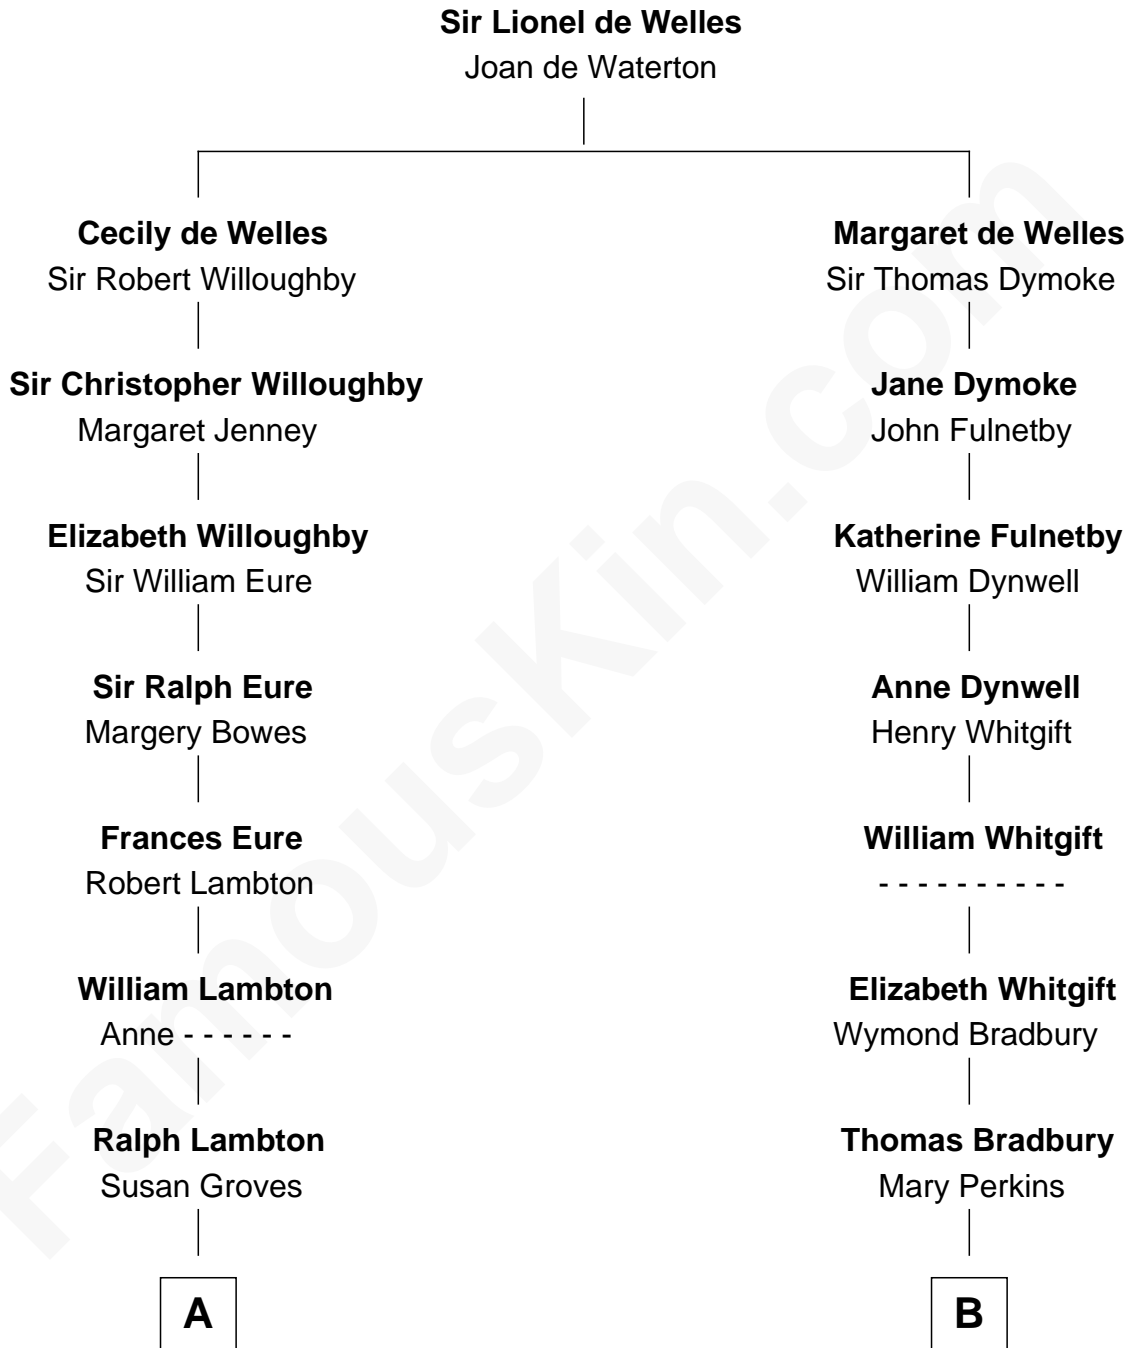 Sir Lionel de Welles
Joan de Waterton
Cecily de Welles
Sir Robert Willoughby
Margaret de Welles
Sir Thomas Dymoke
Sir Christopher Willoughby
Margaret Jenney
Jane Dymoke
John Fulnetby
Elizabeth Willoughby
Sir William Eure
Katherine Fulnetby
William Dynwell
Sir Ralph Eure
Margery Bowes
Anne Dynwell
Henry Whitgift
Frances Eure
Robert Lambton
William Whitgift
- - - - - - - - - -
William Lambton
Anne - - - - - -
Elizabeth Whitgift
Wymond Bradbury
Ralph Lambton
Susan Groves
Thomas Bradbury
Mary Perkins
A
B
FamousKin.com